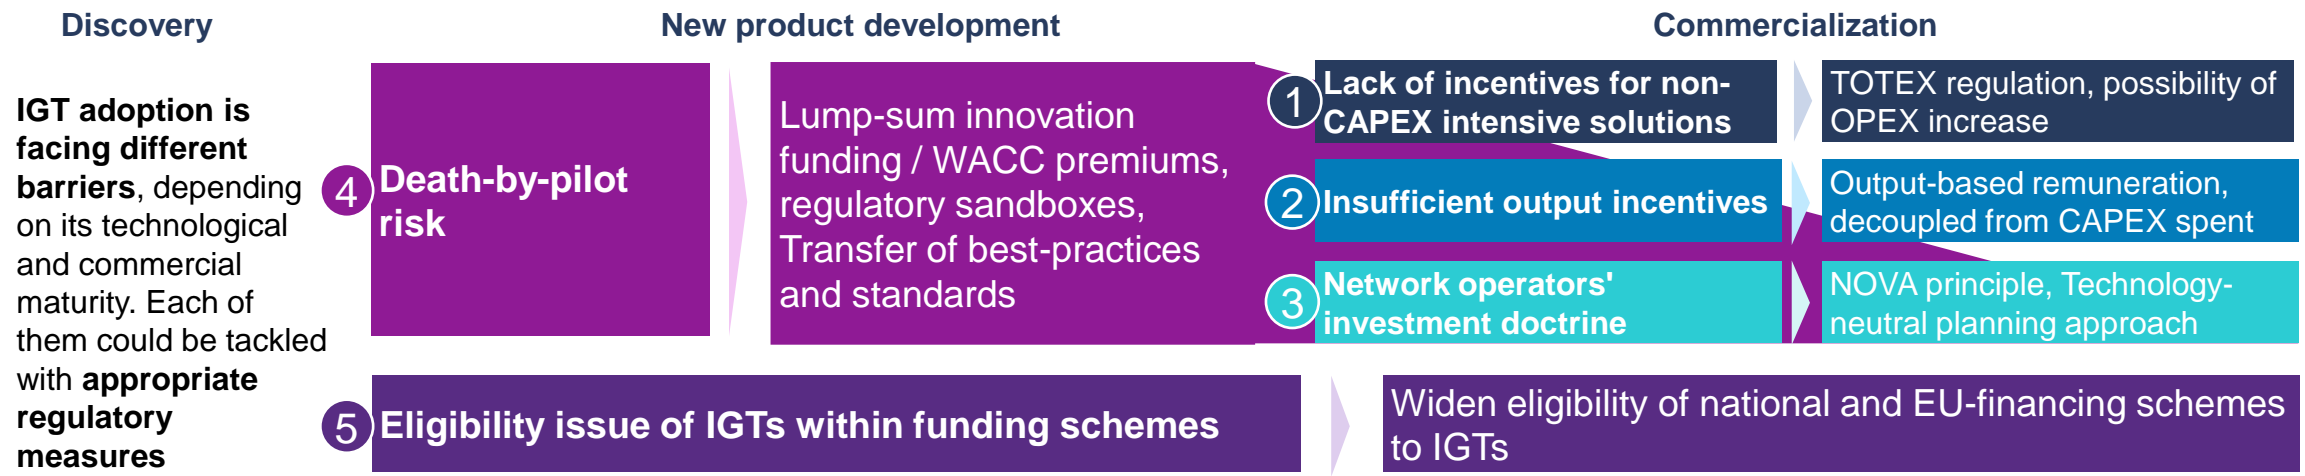 Discovery
New product development
Commercialization
IGT adoption is
facing different
barriers, depending
on its technological
and commercial
maturity. Each of
them could be tackled
with appropriate
regulatory
measures
4
Death-by-pilot
risk
Lump-sum innovation
funding / WACC premiums,
regulatory sandboxes,
Transfer of best-practices
and standards
1
Lack of incentives for non-
CAPEX intensive solutions
TOTEX regulation, possibility of
OPEX increase
2
Insufficient output incentives
Output-based remuneration,
decoupled from CAPEX spent
3
Network operators'
investment doctrine
NOVA principle, Technology-
neutral planning approach
5
Eligibility issue of IGTs within funding schemes
Widen eligibility of national and EU-financing schemes
to IGTs